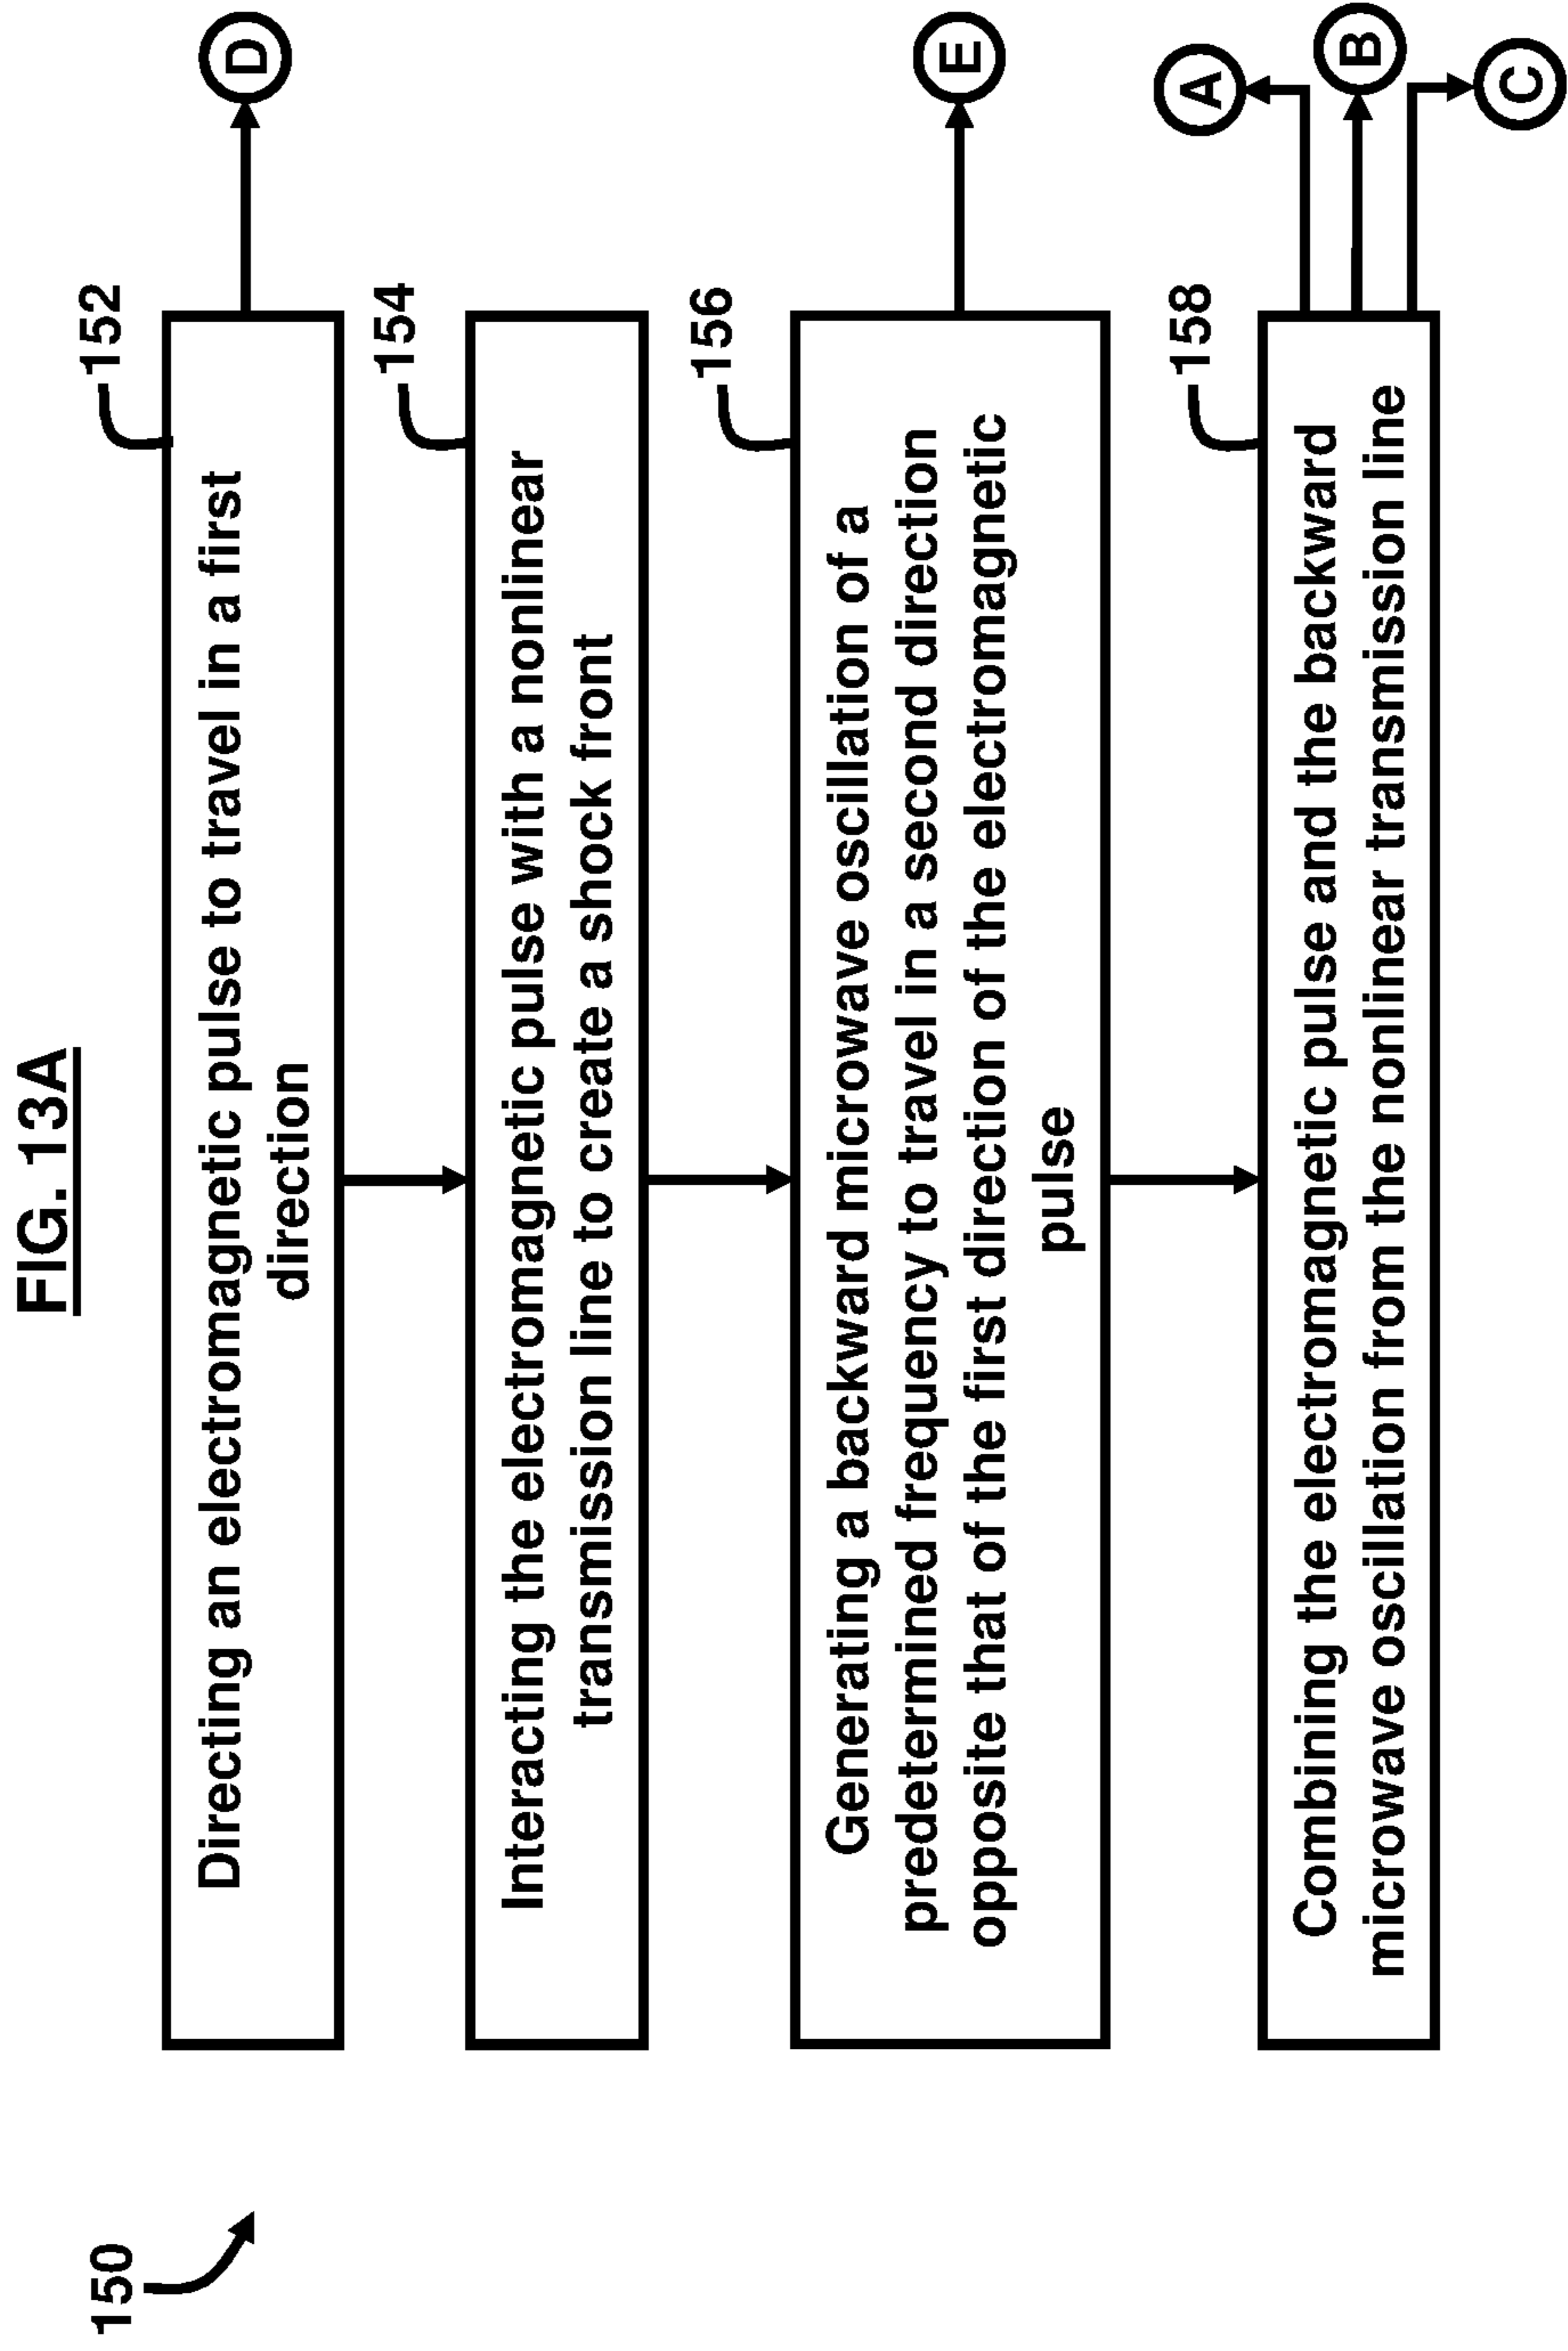 FIG. 13A
150
152
Directing an electromagnetic pulse to travel in a first
direction
D
154
Interacting the electromagnetic pulse with a nonlinear
transmission line to create a shock front
156
Generating a backward microwave oscillation of a
predetermined frequency to travel in a second direction
opposite that of the first direction of the electromagnetic
pulse
E
158
Combining the electromagnetic pulse and the backward
microwave oscillation from the nonlinear transmission line
A
B
C